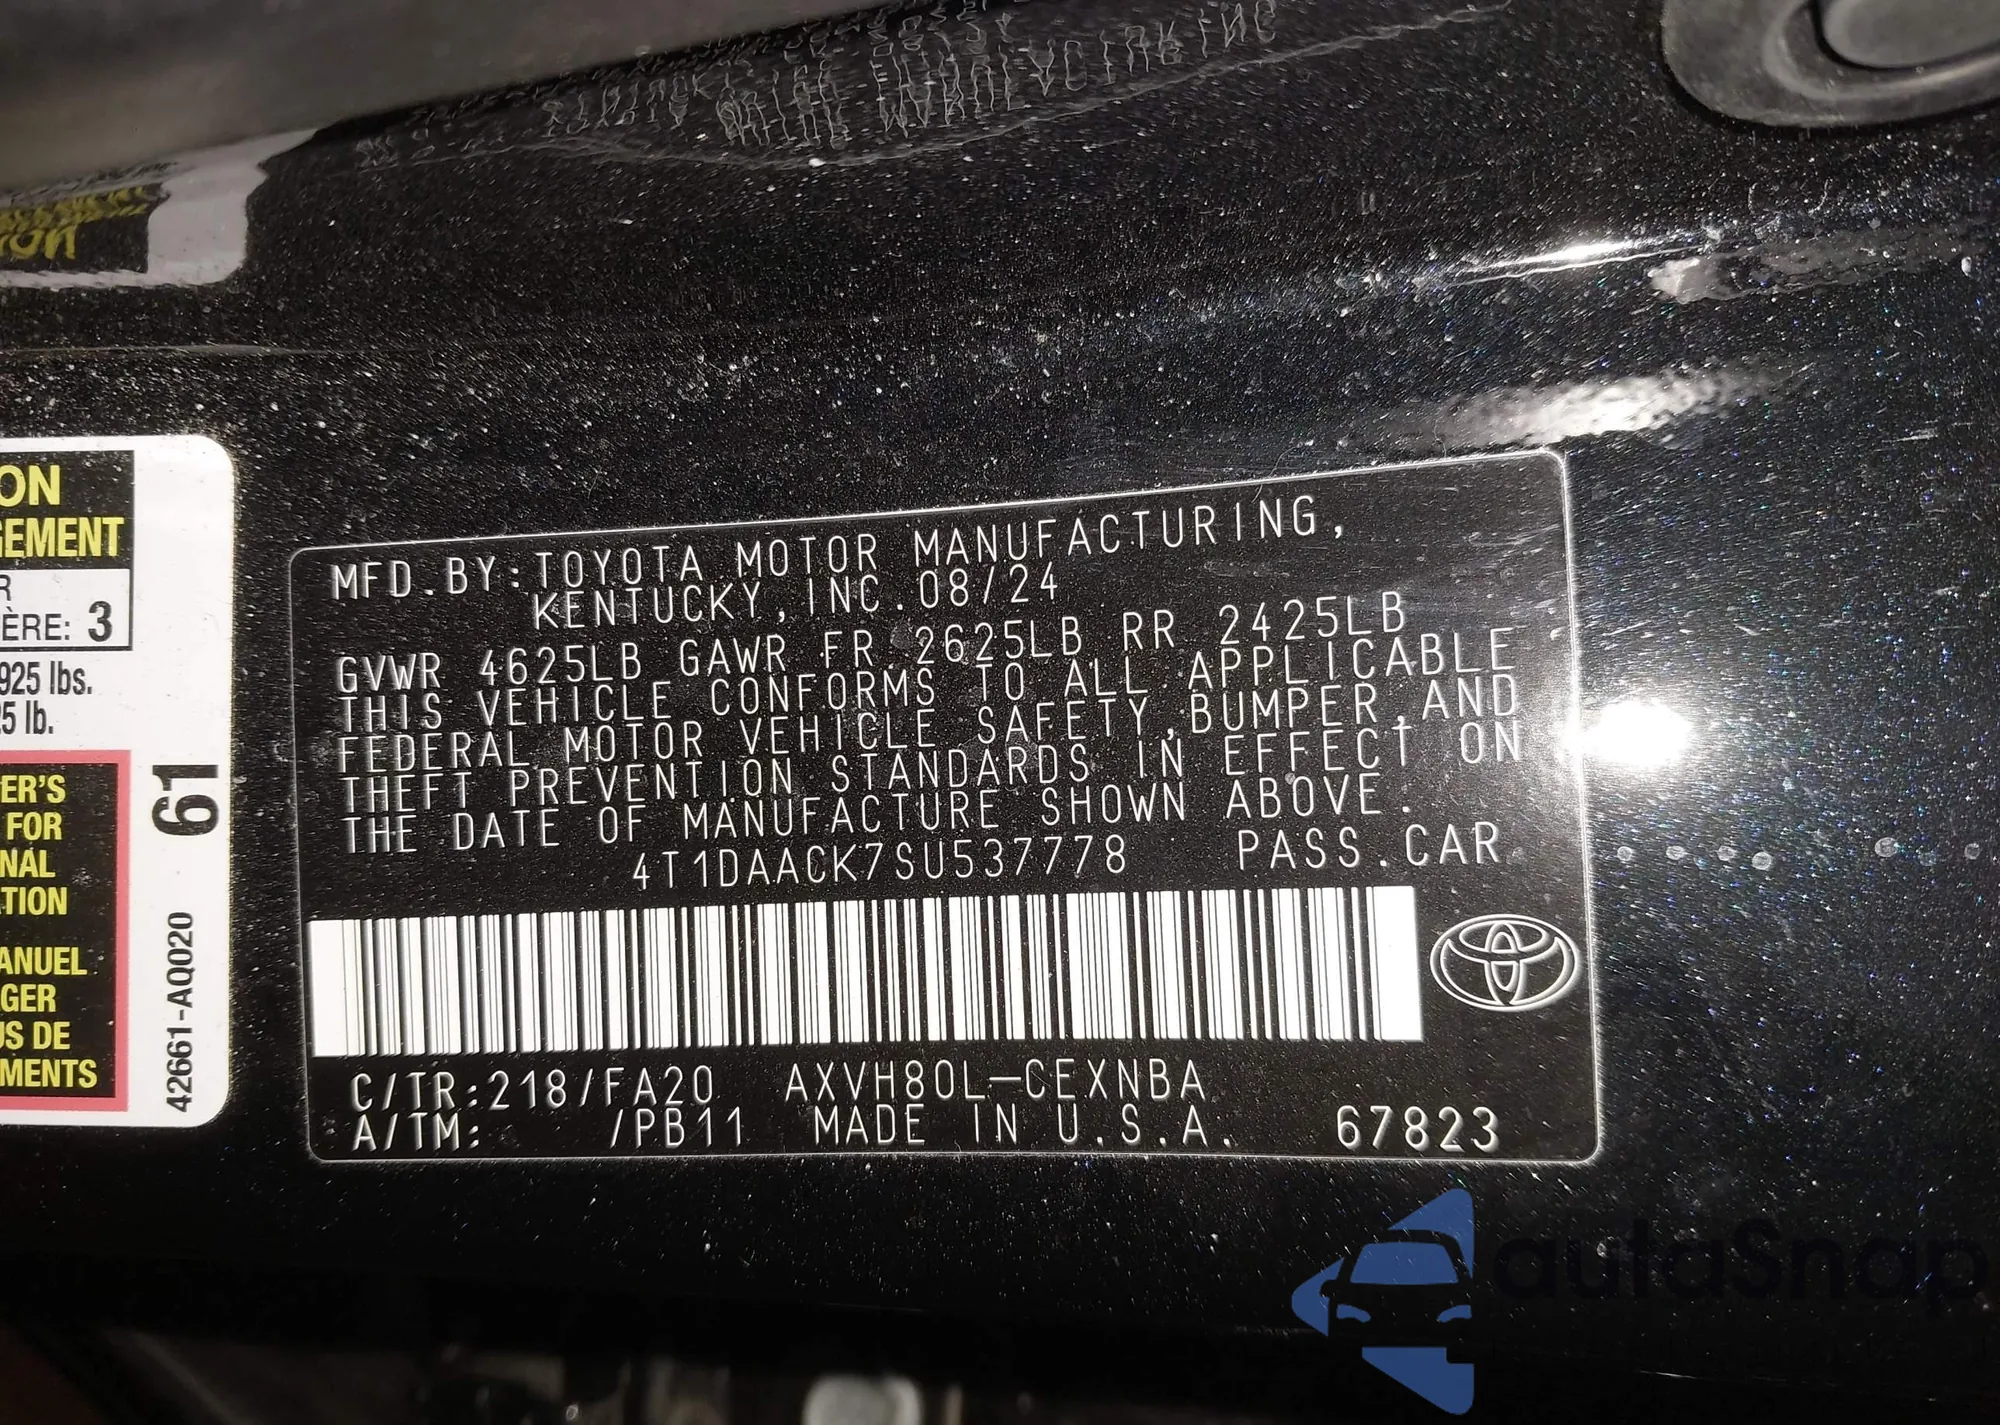 ON
GEMENT
R
ÈRE: 3
925 lbs.
5 lb.
ER'S
FOR
NAL
TION
ANUEL
GER
US DE
MENTS
61
42661-AQ020
MFD.BY:TOYOTA MOTOR MANUFACTURING,
KENTUCKY,INC.08/24
GVWR 4625LB GAWR FR 2625LB RR 2425LB
THIS VEHICLE CONFORMS TO ALL APPLICABLE
FEDERAL MOTOR VEHICLE SAFETY,BUMPER,AND
THEFT PREVENTION STANDARDS IN EFFECT ON
THE DATE OF MANUFACTURE SHOWN ABOVE.
4T1DAACK7SU537778 PASS.CAR
C/TR:218/FA20 AXVH80L-CEXNBA
A/TM: /PB11 MADE IN U.S.A. 67823
autaSnap